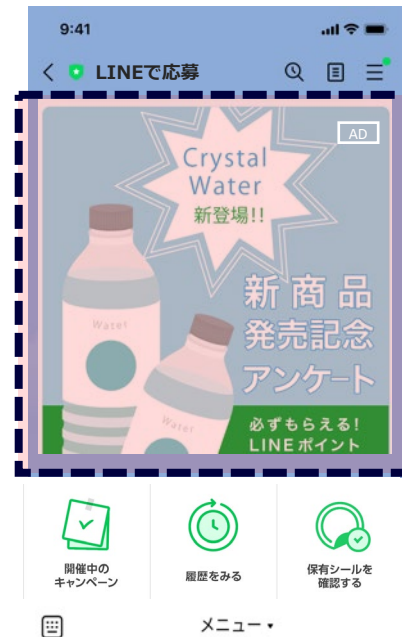 9:41
LINEで応募
AD
Crystal
Water
新登場!!
新商品
発売記念
アンケート
Water
Water
必ずもらえる!
LINEポイント
開催中の
キャンペーン
履歴をみる
保有シールを
確認する
メニュー